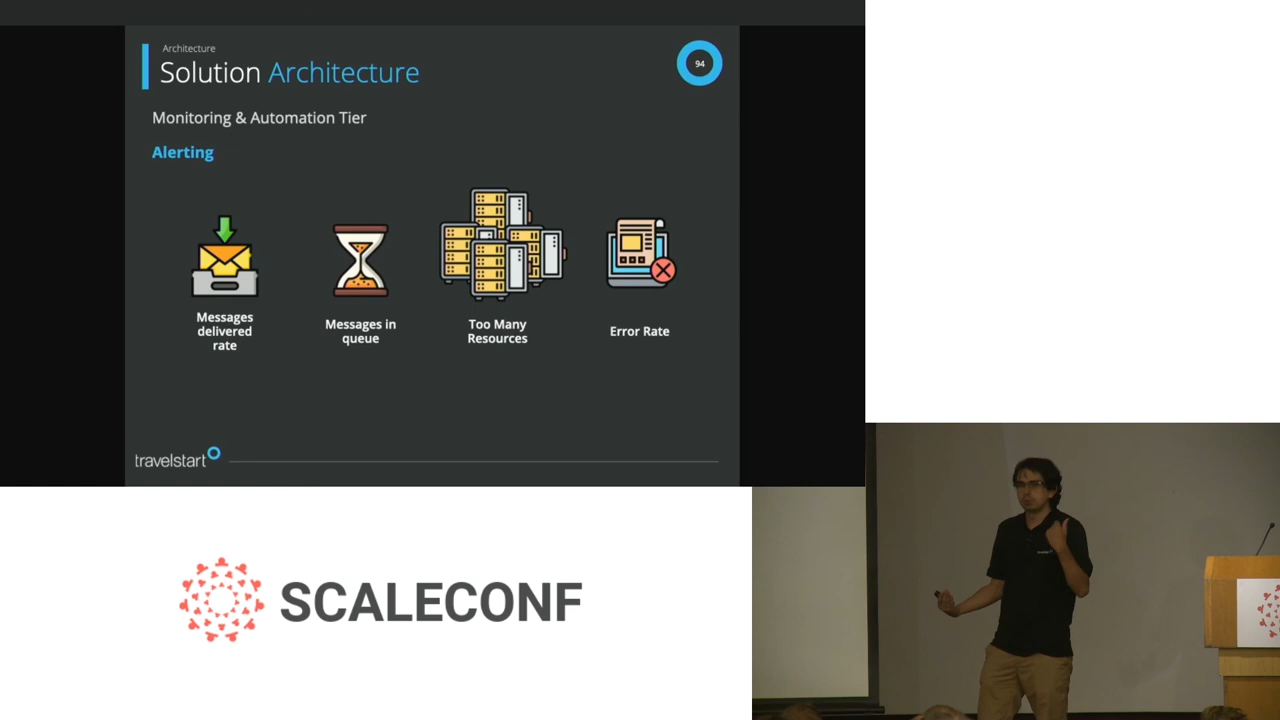 Architecture
Solution Architecture
94
Monitoring & Automation Tier
Alerting
Messages
delivered
rate
Messages in
queue
Too Many
Resources
Error Rate
travelstart
SCALECONF